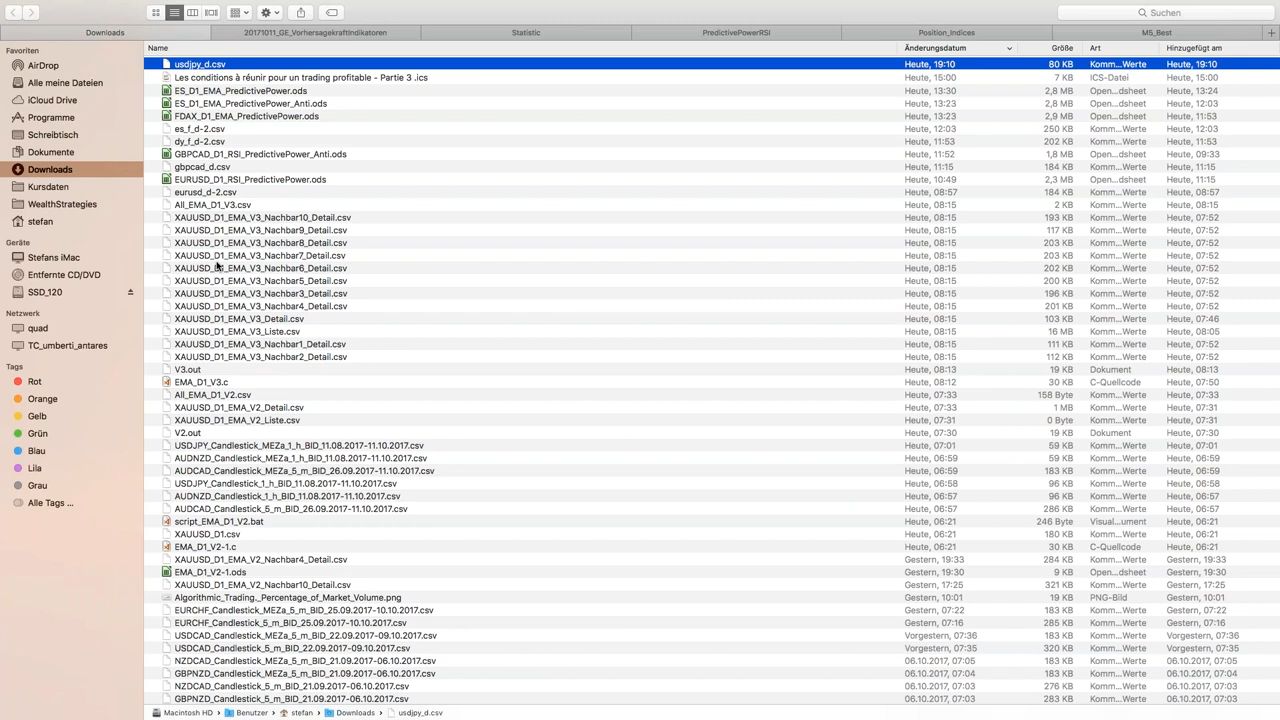 Suchen
Downloads 20171011_GE_VorhersagekraftIndikatoren Statistic PredictivePowerRSI Position_Indices M5_Best
Favoriten
AirDrop
Alle meine Dateien
iCloud Drive
Programme
Schreibtisch
Dokumente
Downloads
Kursdaten
WealthStrategies
stefan
Geräte
Stefans iMac
Entfernte CD/DVD
SSD_120
Netzwerk
quad
TC_umberti_antares
Tags
Rot
Orange
Gelb
Grün
Blau
Lila
Grau
Alle Tags ...
Name Änderungsdatum Größe Art Hinzugefügt am
usdjpy_d.csv Heute, 19:10 80 KB Komm...Werte Heute, 19:10
Les conditions à réunir pour un trading profitable - Partie 3 .ics Heute, 15:00 7 KB ICS-Datei Heute, 15:00
ES_D1_EMA_PredictivePower.ods Heute, 13:30 2,8 MB Open...dsheet Heute, 13:24
ES_D1_EMA_PredictivePower_Anti.ods Heute, 13:23 2,8 MB Open...dsheet Heute, 12:03
FDAX_D1_EMA_PredictivePower.ods Heute, 13:23 2,9 MB Open...dsheet Heute, 11:53
es_f_d-2.csv Heute, 12:03 250 KB Komm...Werte Heute, 12:03
dy_f_d-2.csv Heute, 11:53 202 KB Komm...Werte Heute, 11:53
GBPCAD_D1_RSI_PredictivePower_Anti.ods Heute, 11:52 1,8 MB Open...dsheet Heute, 09:33
gbpcad_d.csv Heute, 11:15 184 KB Komm...Werte Heute, 11:15
EURUSD_D1_RSI_PredictivePower.ods Heute, 10:49 2,3 MB Open...dsheet Heute, 11:15
eurusd_d-2.csv Heute, 08:57 184 KB Komm...Werte Heute, 08:57
All_EMA_D1_V3.csv Heute, 08:15 2 KB Komm...Werte Heute, 08:15
XAUUSD_D1_EMA_V3_Nachbar10_Detail.csv Heute, 08:15 193 KB Komm...Werte Heute, 07:52
XAUUSD_D1_EMA_V3_Nachbar9_Detail.csv Heute, 08:15 117 KB Komm...Werte Heute, 07:52
XAUUSD_D1_EMA_V3_Nachbar8_Detail.csv Heute, 08:15 203 KB Komm...Werte Heute, 07:52
XAUUSD_D1_EMA_V3_Nachbar7_Detail.csv Heute, 08:15 203 KB Komm...Werte Heute, 07:52
XAUUSD_D1_EMA_V3_Nachbar6_Detail.csv Heute, 08:15 202 KB Komm...Werte Heute, 07:52
XAUUSD_D1_EMA_V3_Nachbar5_Detail.csv Heute, 08:15 200 KB Komm...Werte Heute, 07:52
XAUUSD_D1_EMA_V3_Nachbar3_Detail.csv Heute, 08:15 196 KB Komm...Werte Heute, 07:52
XAUUSD_D1_EMA_V3_Nachbar4_Detail.csv Heute, 08:15 201 KB Komm...Werte Heute, 07:52
XAUUSD_D1_EMA_V3_Detail.csv Heute, 08:15 103 KB Komm...Werte Heute, 07:46
XAUUSD_D1_EMA_V3_Liste.csv Heute, 08:15 16 MB Komm...Werte Heute, 08:05
XAUUSD_D1_EMA_V3_Nachbar1_Detail.csv Heute, 08:15 111 KB Komm...Werte Heute, 07:52
XAUUSD_D1_EMA_V3_Nachbar2_Detail.csv Heute, 08:15 112 KB Komm...Werte Heute, 07:52
V3.out Heute, 08:13 19 KB Dokument Heute, 08:13
EMA_D1_V3.c Heute, 08:12 30 KB C-Quellcode Heute, 07:50
All_EMA_D1_V2.csv Heute, 07:33 158 Byte Komm...Werte Heute, 07:33
XAUUSD_D1_EMA_V2_Detail.csv Heute, 07:33 1 MB Komm...Werte Heute, 07:31
XAUUSD_D1_EMA_V2_Liste.csv Heute, 07:31 0 Byte Komm...Werte Heute, 07:31
V2.out Heute, 07:30 19 KB Dokument Heute, 07:30
USDJPY_Candlestick_MEZa_1_h_BID_11.08.2017-11.10.2017.csv Heute, 07:01 59 KB Komm...Werte Heute, 07:01
AUDNZD_Candlestick_MEZa_1_h_BID_11.08.2017-11.10.2017.csv Heute, 06:59 59 KB Komm...Werte Heute, 06:59
AUDCAD_Candlestick_MEZa_5_m_BID_26.09.2017-11.10.2017.csv Heute, 06:59 183 KB Komm...Werte Heute, 06:59
USDJPY_Candlestick_1_h_BID_11.08.2017-11.10.2017.csv Heute, 06:58 96 KB Komm...Werte Heute, 06:58
AUDNZD_Candlestick_1_h_BID_11.08.2017-11.10.2017.csv Heute, 06:57 96 KB Komm...Werte Heute, 06:57
AUDCAD_Candlestick_5_m_BID_26.09.2017-11.10.2017.csv Heute, 06:57 286 KB Komm...Werte Heute, 06:57
script_EMA_D1_V2.bat Heute, 06:21 246 Byte Visual...ument Heute, 06:21
XAUUSD_D1.csv Heute, 06:21 180 KB Komm...Werte Heute, 06:21
EMA_D1_V2-1.c Heute, 06:21 30 KB C-Quellcode Heute, 06:21
XAUUSD_D1_EMA_V2_Nachbar4_Detail.csv Gestern, 19:33 284 KB Komm...Werte Gestern, 19:33
EMA_D1_V2-1.ods Gestern, 19:30 9 KB Open...dsheet Gestern, 19:30
XAUUSD_D1_EMA_V2_Nachbar10_Detail.csv Gestern, 17:25 321 KB Komm...Werte Gestern, 17:25
Algorithmic_Trading._Percentage_of_Market_Volume.png Gestern, 10:01 19 KB PNG-Bild Gestern, 10:01
EURCHF_Candlestick_MEZa_5_m_BID_25.09.2017-10.10.2017.csv Gestern, 07:22 183 KB Komm...Werte Gestern, 07:22
EURCHF_Candlestick_5_m_BID_25.09.2017-10.10.2017.csv Gestern, 07:16 285 KB Komm...Werte Gestern, 07:16
USDCAD_Candlestick_MEZa_5_m_BID_22.09.2017-09.10.2017.csv Vorgestern, 07:36 183 KB Komm...Werte Vorgestern, 07:36
USDCAD_Candlestick_5_m_BID_22.09.2017-09.10.2017.csv Vorgestern, 07:35 320 KB Komm...Werte Vorgestern, 07:35
NZDCAD_Candlestick_MEZa_5_m_BID_21.09.2017-06.10.2017.csv 06.10.2017, 07:05 183 KB Komm...Werte 06.10.2017, 07:05
GBPNZD_Candlestick_MEZa_5_m_BID_21.09.2017-06.10.2017.csv 06.10.2017, 07:04 183 KB Komm...Werte 06.10.2017, 07:04
NZDCAD_Candlestick_5_m_BID_21.09.2017-06.10.2017.csv 06.10.2017, 07:03 276 KB Komm...Werte 06.10.2017, 07:03
GBPNZD_Candlestick_5_m_BID_21.09.2017-06.10.2017.csv 06.10.2017, 07:03 283 KB Komm...Werte 06.10.2017, 07:03
Macintosh HD Benutzer stefan Downloads usdjpy_d.csv